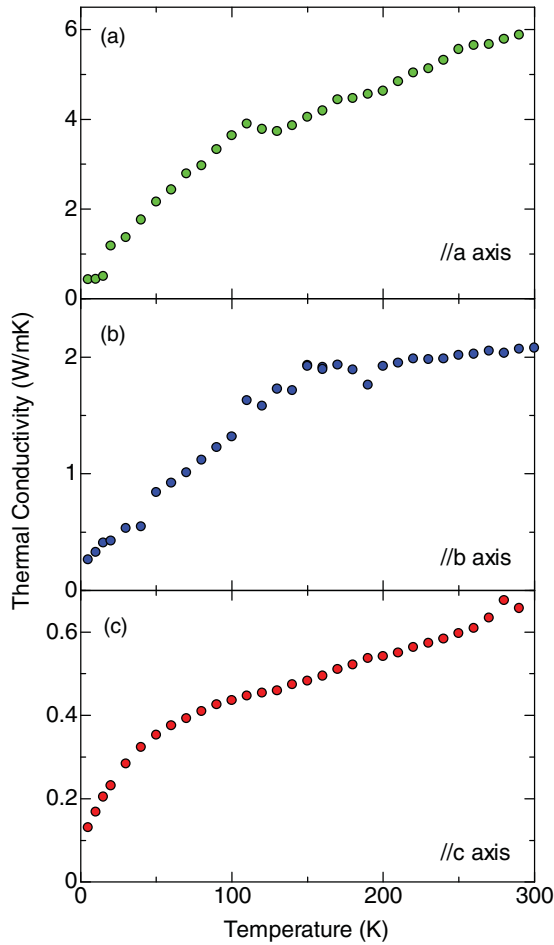 (a)
6
4
2
0
//a axis
(b)
2
1
0
//b axis
Thermal Conductivity (W/mK)
(c)
0.6
0.4
0.2
0
//c axis
0 100 200 300
Temperature (K)